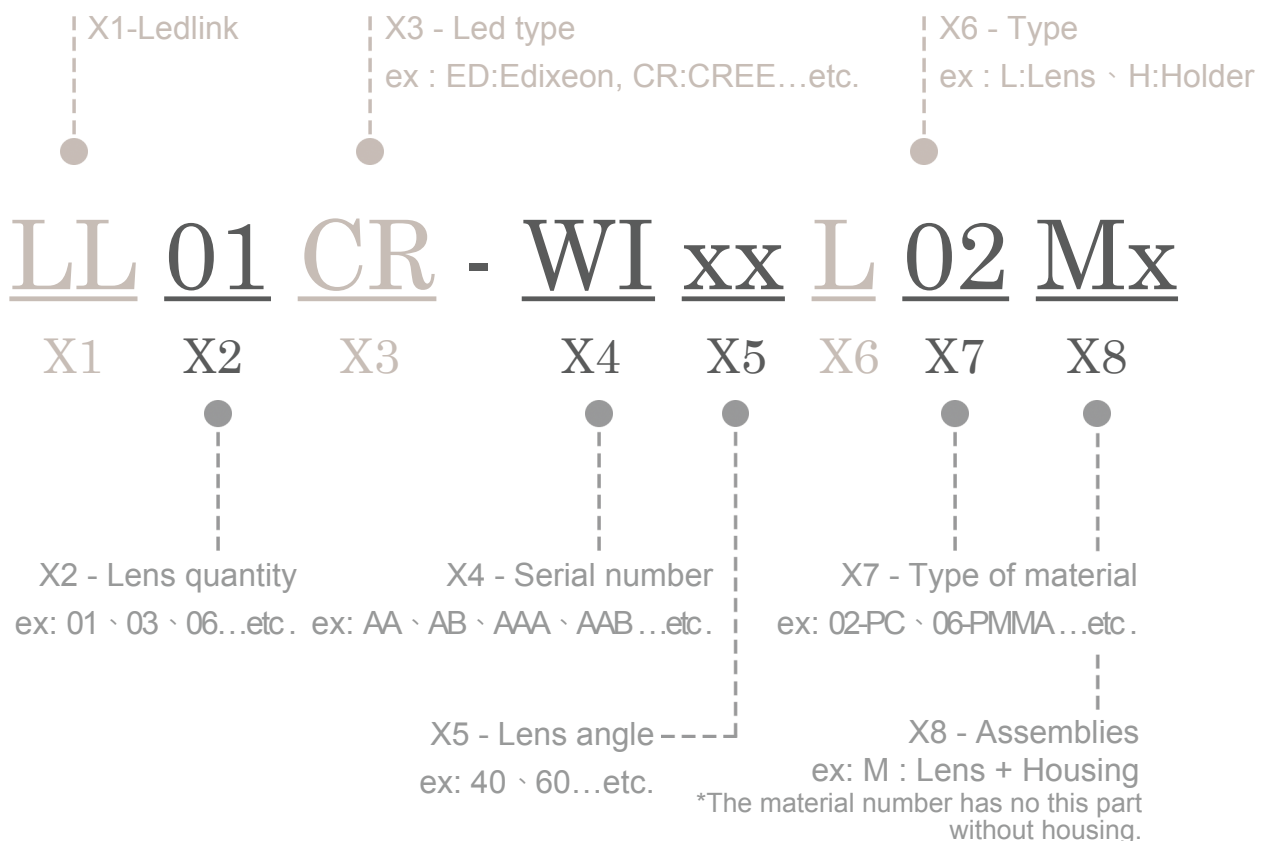 X1-Ledlink
X3 - Led type
ex : ED:Edixeon, CR:CREE…etc.
X6 - Type
ex : L:Lens、H:Holder
LL 01 CR - WI xx L 02 Mx
X1 X2 X3 X4 X5 X6 X7 X8
X2 - Lens quantity
ex: 01、03、06…etc.
X4 - Serial number
ex: AA、AB、AAA、AAB…etc.
X7 - Type of material
ex: 02-PC、06-PMMA…etc.
X5 - Lens angle
ex: 40、60…etc.
X8 - Assemblies
ex: M : Lens + Housing
*The material number has no this part
without housing.